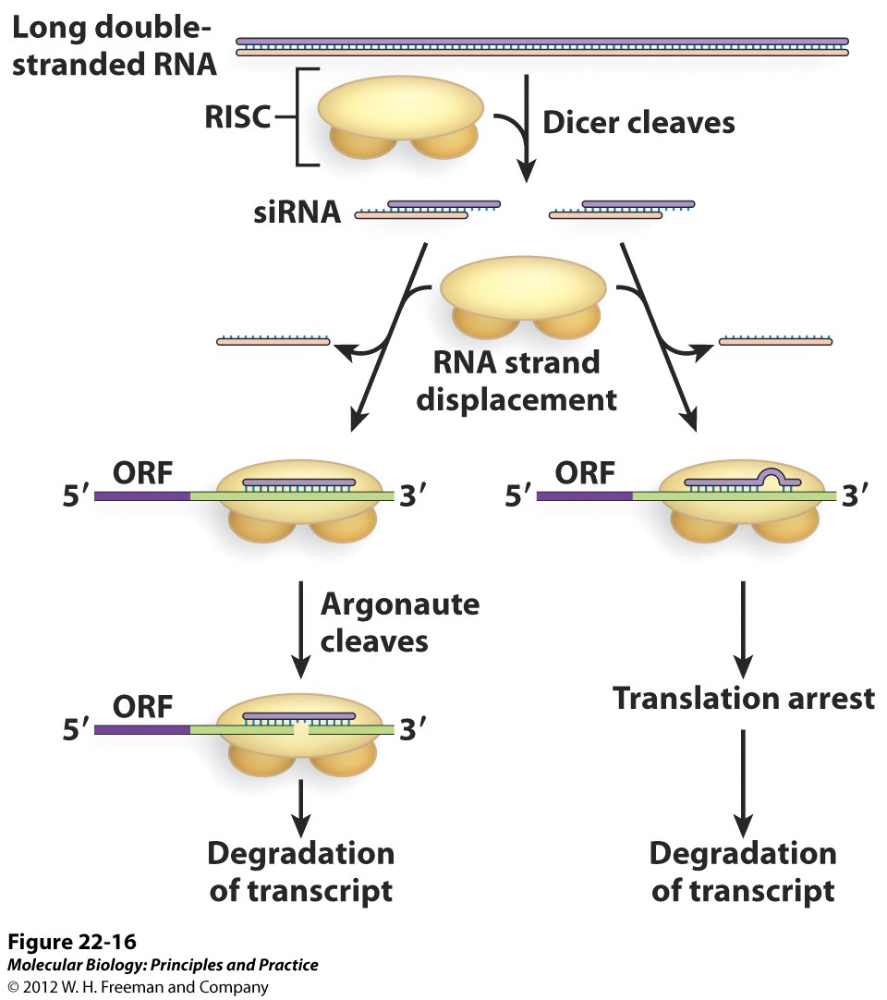 Long double-
stranded RNA
RISC
Dicer cleaves
siRNA
RNA strand
displacement
ORF
5′
3′
ORF
5′
3′
Argonaute
cleaves
Translation arrest
ORF
5′
3′
Degradation
of transcript
Degradation
of transcript
Figure 22-16
Molecular Biology: Principles and Practice
© 2012 W. H. Freeman and Company